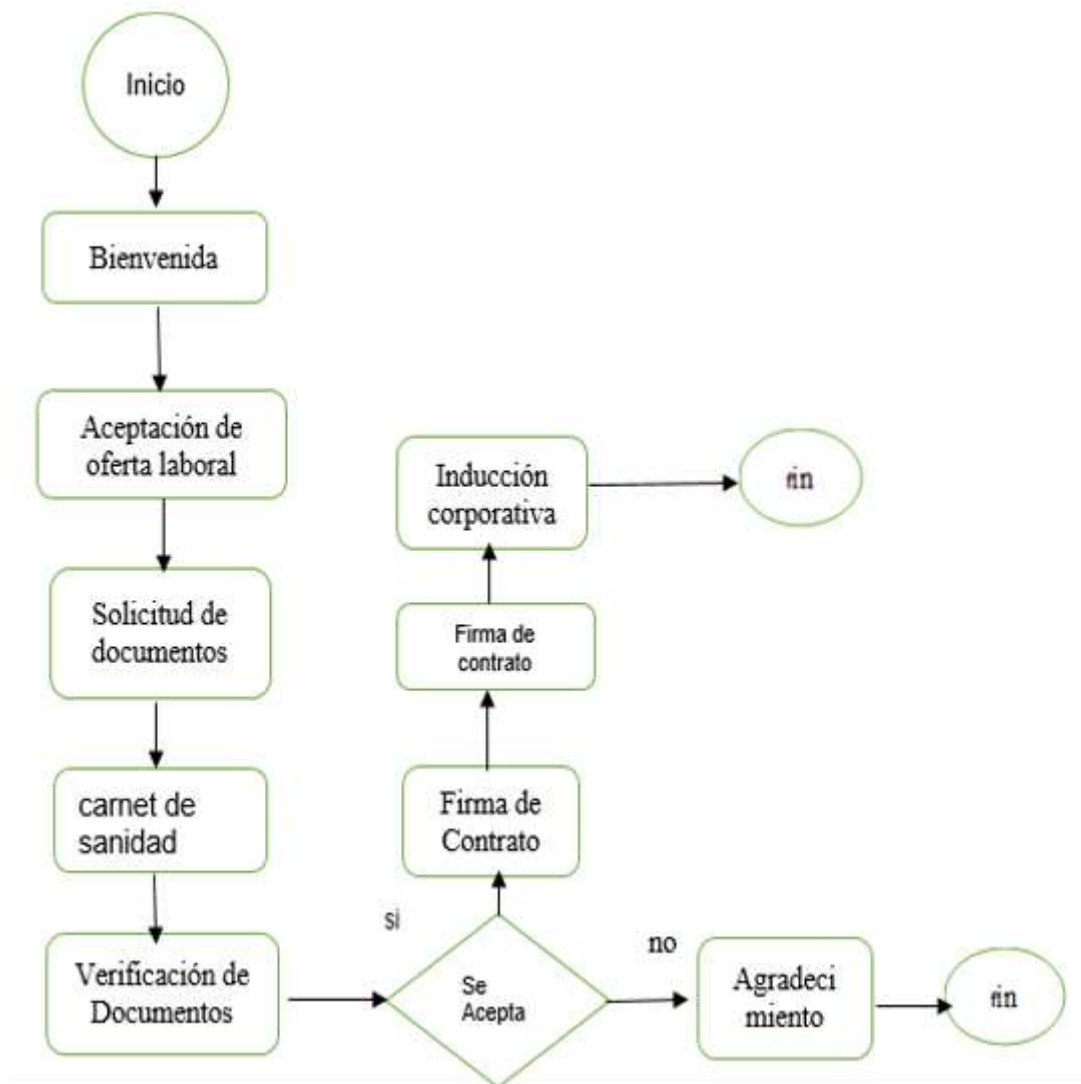 Inicio
Bienvenida
Aceptación de
oferta laboral
Solicitud de
documentos
carnet de
sanidad
Verificación de
Documentos
Se
Acepta
si
Firma de
Contrato
Firma de
contrato
Inducción
corporativa
fin
no
Agradeci
miento
fin